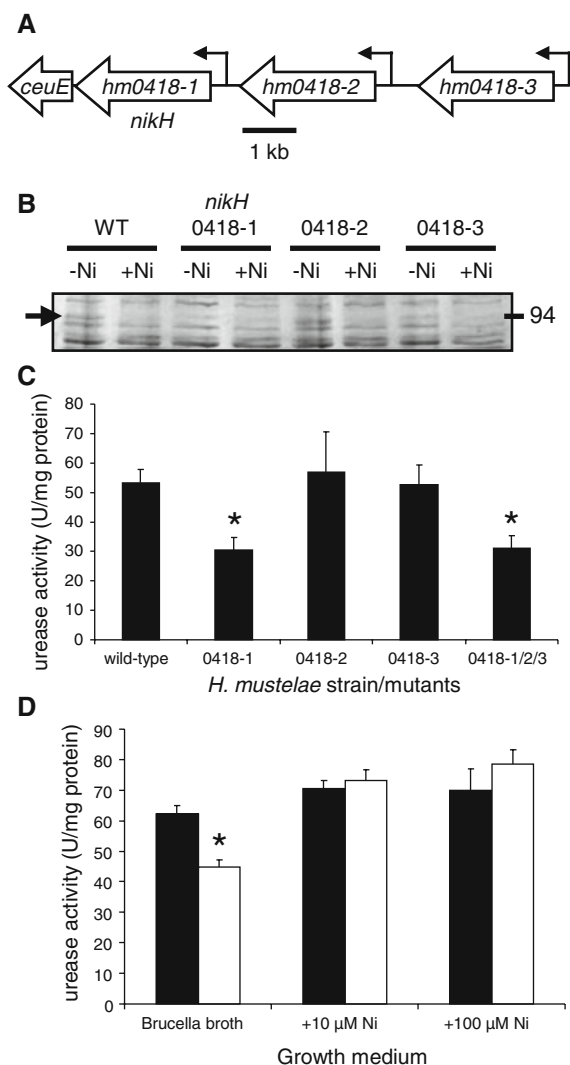 A
ceuE hm0418-1 hm0418-2 hm0418-3
nikH
1 kb
B
nikH
WT 0418-1 0418-2 0418-3
-Ni +Ni -Ni +Ni -Ni +Ni -Ni +Ni
94
C
urease activity (U/mg protein)
80
70
60
50
40
30
20
10
0
*
*
wild-type 0418-1 0418-2 0418-3 0418-1/2/3
H. mustelae strain/mutants
D
urease activity (U/mg protein)
90
80
70
60
50
40
30
20
10
0
*
Brucella broth +10 µM Ni +100 µM Ni
Growth medium